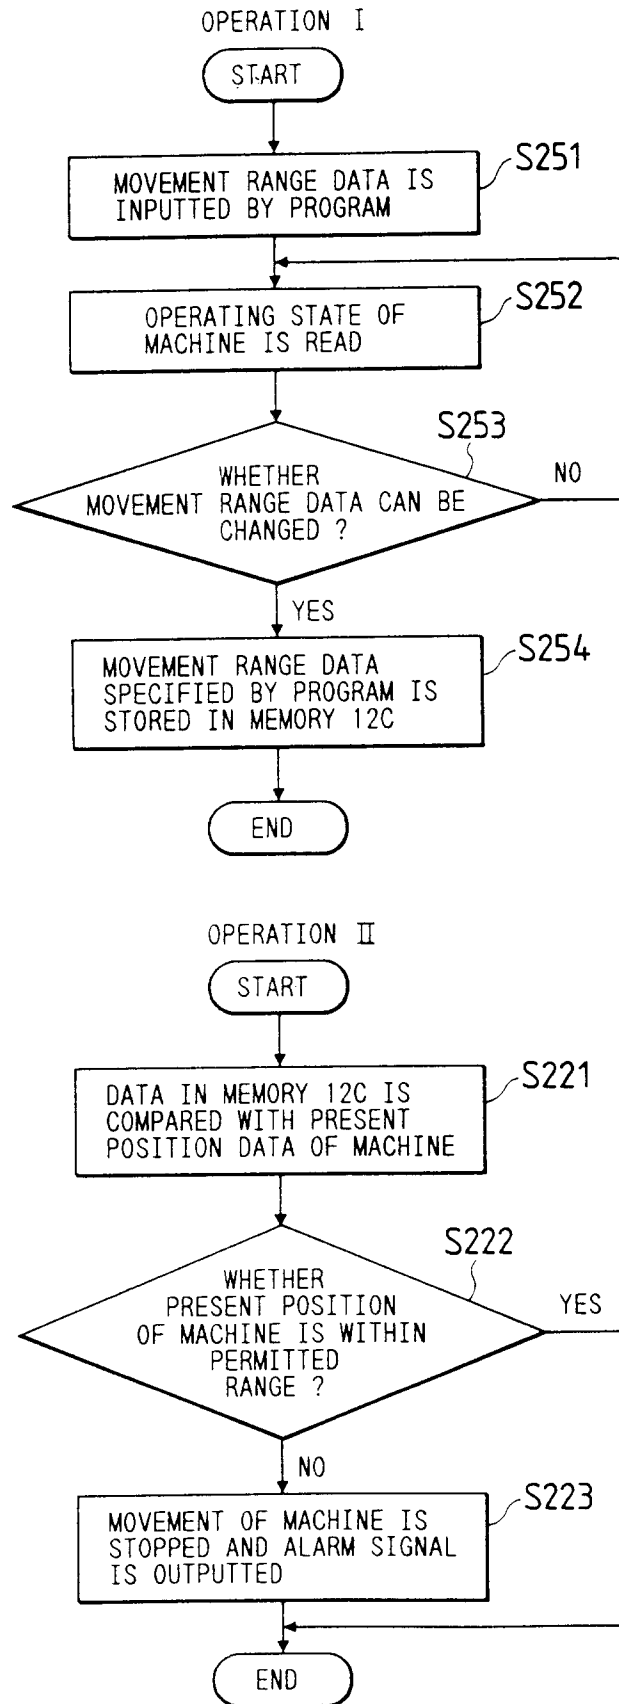 OPERATION I
START
S251
MOVEMENT RANGE DATA IS
INPUTTED BY PROGRAM
S252
OPERATING STATE OF
MACHINE IS READ
S253
WHETHER
MOVEMENT RANGE DATA CAN BE
CHANGED ?
NO
YES
S254
MOVEMENT RANGE DATA
SPECIFIED BY PROGRAM IS
STORED IN MEMORY 12C
END
OPERATION II
START
S221
DATA IN MEMORY 12C IS
COMPARED WITH PRESENT
POSITION DATA OF MACHINE
S222
WHETHER
PRESENT POSITION
OF MACHINE IS WITHIN
PERMITTED
RANGE ?
YES
NO
S223
MOVEMENT OF MACHINE IS
STOPPED AND ALARM SIGNAL
IS OUTPUTTED
END